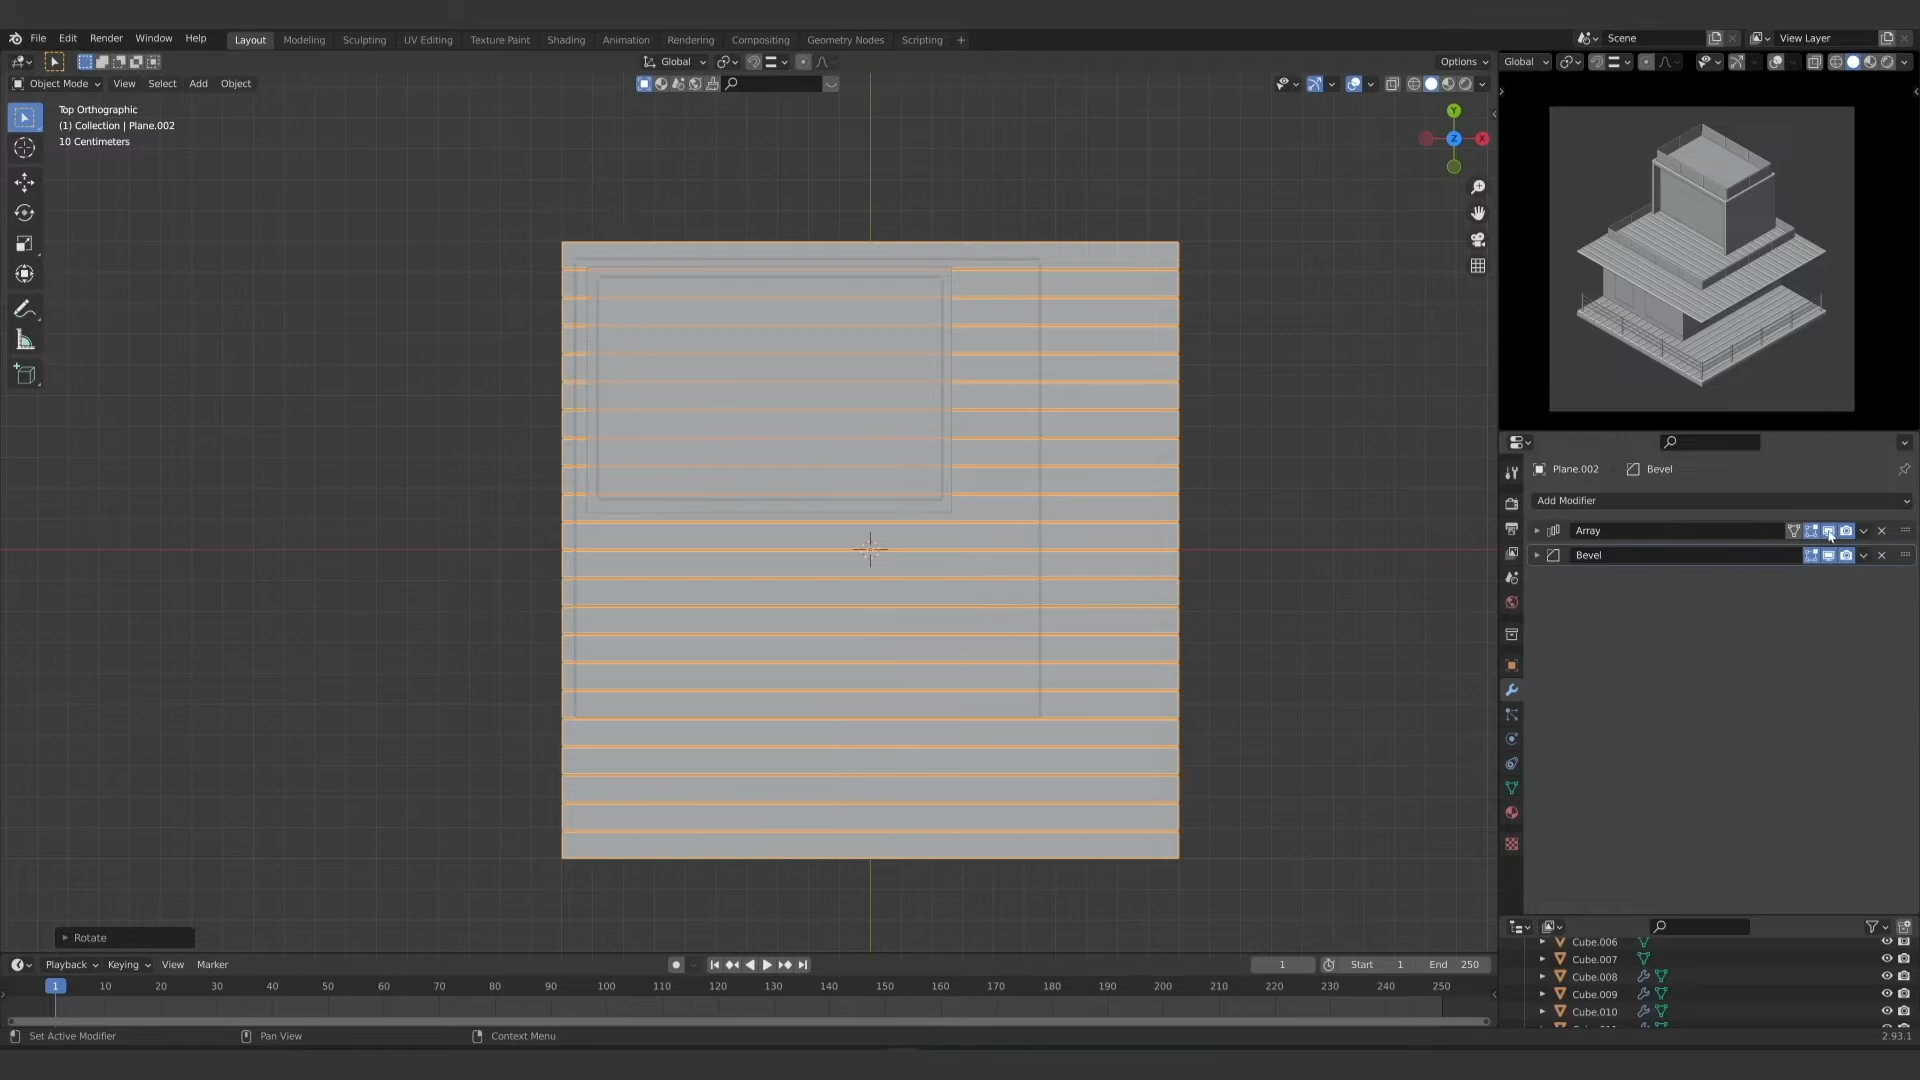 File Edit Render Window Help Layout Modeling Sculpting UV Editing Texture Paint Shading Animation Rendering Compositing Geometry Nodes Scripting + Scene View Layer
Global Options Global
Object Mode View Select Add Object
Top Orthographic
(1) Collection | Plane.002
10 Centimeters
Y
Z X
Plane.002 Bevel
Add Modifier
Array
Bevel
Rotate
Cube.006
Cube.007
Cube.008
Cube.009
Cube.010
Playback Keying View Marker 1 Start 1 End 250
1 10 20 30 40 50 60 70 80 90 100 110 120 130 140 150 160 170 180 190 200 210 220 230 240 250
Set Active Modifier Pan View Context Menu 2.93.1